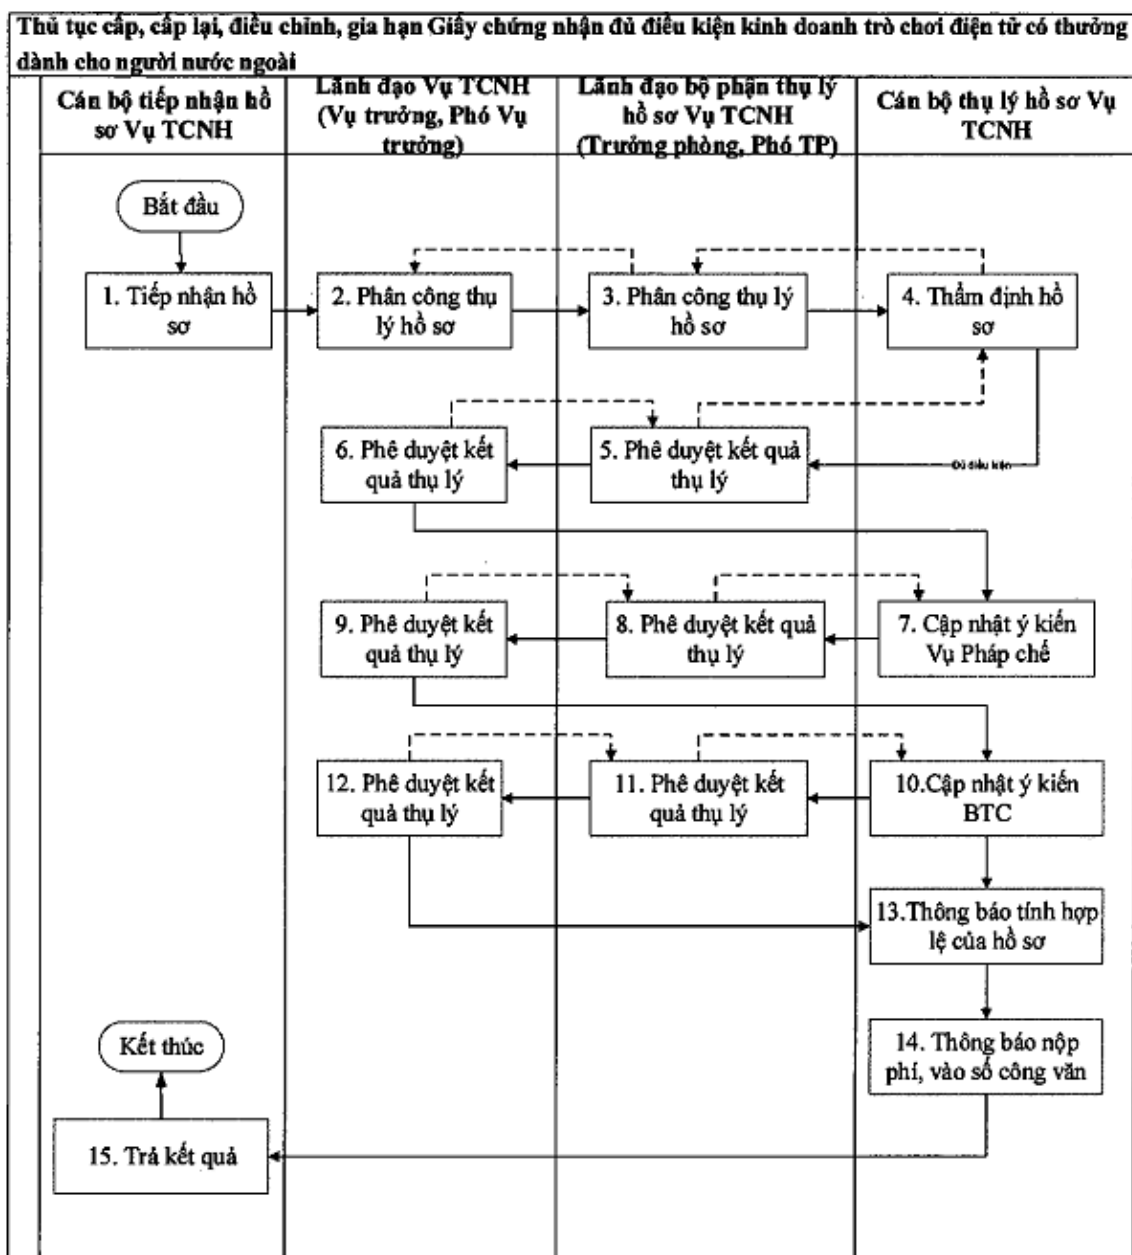 Thủ tục cấp, cấp lại, điều chỉnh, gia hạn Giấy chứng nhận đủ điều kiện kinh doanh trò chơi điện tử có thưởng
dành cho người nước ngoài
Cán bộ tiếp nhận hồ
sơ Vụ TCNH
Lãnh đạo Vụ TCNH
(Vụ trưởng, Phó Vụ
trưởng)
Lãnh đạo bộ phận thụ lý
hồ sơ Vụ TCNH
(Trưởng phòng, Phó TP)
Cán bộ thụ lý hồ sơ Vụ
TCNH
Bắt đầu
1. Tiếp nhận hồ
sơ
2. Phân công thụ
lý hồ sơ
3. Phân công thụ lý
hồ sơ
4. Thẩm định hồ
sơ
6. Phê duyệt kết
quả thụ lý
5. Phê duyệt kết quả
thụ lý
Đủ điều kiện
9. Phê duyệt kết
quả thụ lý
8. Phê duyệt kết quả
thụ lý
7. Cập nhật ý kiến
Vụ Pháp chế
12. Phê duyệt kết
quả thụ lý
11. Phê duyệt kết
quả thụ lý
10.Cập nhật ý kiến
BTC
13.Thông báo tính hợp
lệ của hồ sơ
Kết thúc
14. Thông báo nộp
phí, vào số công văn
15. Trả kết quả